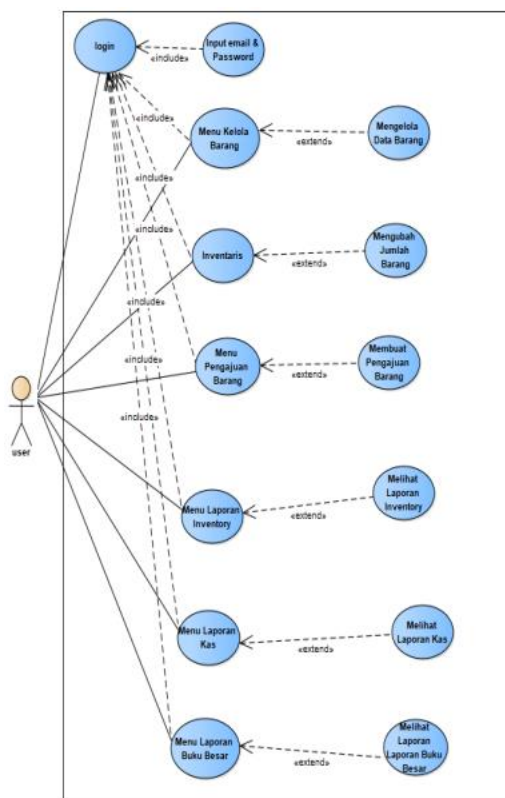 login
Input email &
Password
«include»
«include»
Menu Kelola
Barang
Mengelola
Data Barang
«extend»
«include»
«include»
Inventaris
Mengubah
Jumlah
Barang
«extend»
«include»
«include»
Menu
Pengajuan
Barang
Membuat
Pengajuan
Barang
«extend»
«include»
user
Menu Laporan
Inventory
Melihat
Laporan
Inventory
«extend»
Menu Laporan
Kas
Melihat
Laporan Kas
«extend»
Menu Laporan
Buku Besar
Melihat
Laporan
Laporan Buku
Besar
«extend»